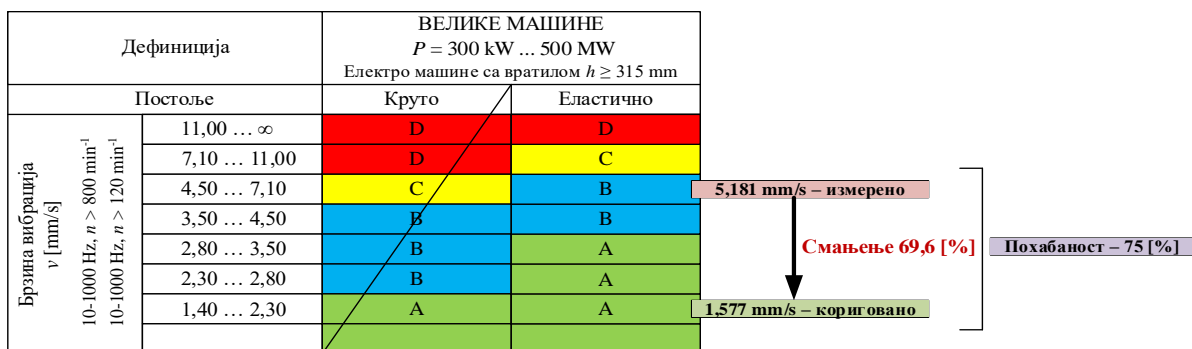 Дефиниција
ВЕЛИКЕ МАШИНЕ
P = 300 kW ... 500 MW
Електро машине са вратилом h ≥ 315 mm
Постоље
Круто
Еластично
Брзина вибрација
v [mm/s]
10-1000 Hz, n > 800 min-1
10-1000 Hz, n > 120 min-1
11,00 … ∞
D
D
7,10 … 11,00
D
C
4,50 … 7,10
C
B
5,181 mm/s – измерено
3,50 … 4,50
B
B
2,80 … 3,50
B
A
Смањење 69,6 [%]
Похабаност – 75 [%]
2,30 … 2,80
B
A
1,40 … 2,30
A
A
1,577 mm/s – кориговано